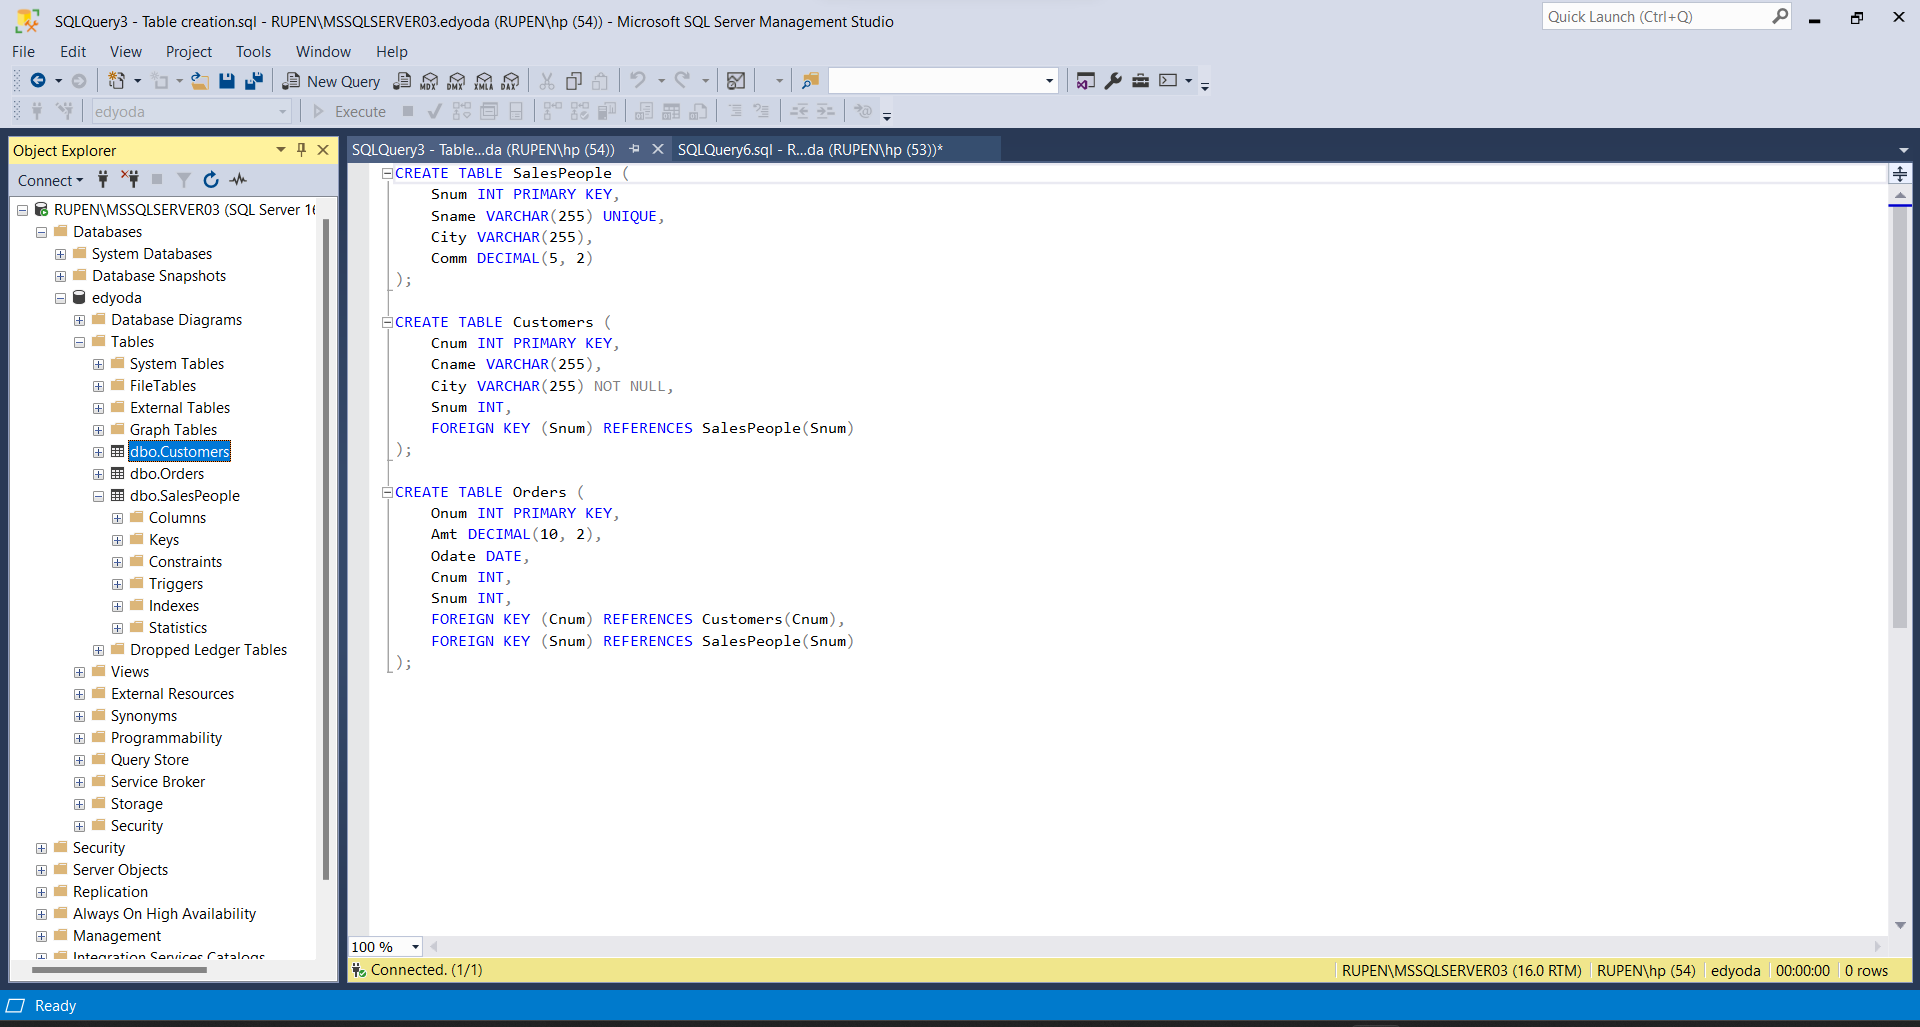 SQLQuery3 - Table creation.sql - RUPEN\MSSQLSERVER03.edyoda (RUPEN\hp (54)) - Microsoft SQL Server Management Studio
Quick Launch (Ctrl+Q)
File Edit View Project Tools Window Help
New Query MDX DMX XMLA DAX
edyoda Execute
Object Explorer
Connect
RUPEN\MSSQLSERVER03 (SQL Server 16
Databases
System Databases
Database Snapshots
edyoda
Database Diagrams
Tables
System Tables
FileTables
External Tables
Graph Tables
dbo.Customers
dbo.Orders
dbo.SalesPeople
Columns
Keys
Constraints
Triggers
Indexes
Statistics
Dropped Ledger Tables
Views
External Resources
Synonyms
Programmability
Query Store
Service Broker
Storage
Security
Security
Server Objects
Replication
Always On High Availability
Management
Integration Services Catalogs
SQLQuery3 - Table...da (RUPEN\hp (54)) SQLQuery6.sql - R...da (RUPEN\hp (53))*
CREATE TABLE SalesPeople (
Snum INT PRIMARY KEY,
Sname VARCHAR(255) UNIQUE,
City VARCHAR(255),
Comm DECIMAL(5, 2)
);
CREATE TABLE Customers (
Cnum INT PRIMARY KEY,
Cname VARCHAR(255),
City VARCHAR(255) NOT NULL,
Snum INT,
FOREIGN KEY (Snum) REFERENCES SalesPeople(Snum)
);
CREATE TABLE Orders (
Onum INT PRIMARY KEY,
Amt DECIMAL(10, 2),
Odate DATE,
Cnum INT,
Snum INT,
FOREIGN KEY (Cnum) REFERENCES Customers(Cnum),
FOREIGN KEY (Snum) REFERENCES SalesPeople(Snum)
);
100 %
Connected. (1/1) RUPEN\MSSQLSERVER03 (16.0 RTM) RUPEN\hp (54) edyoda 00:00:00 0 rows
Ready